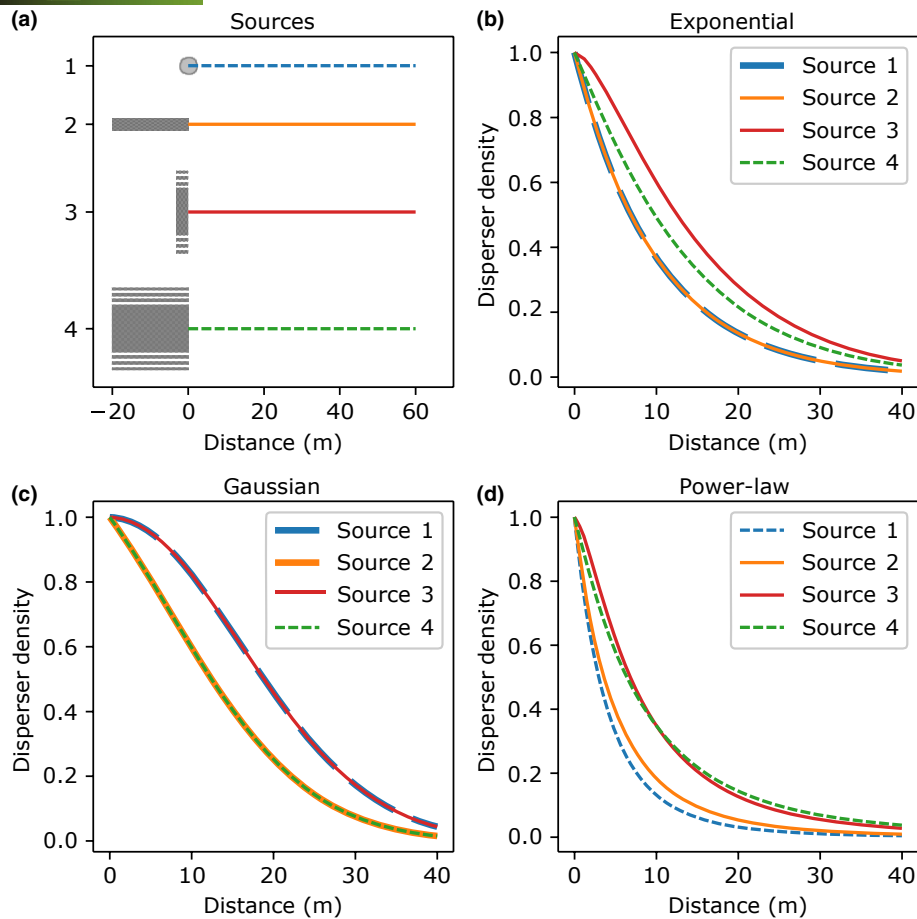 (a) Sources
1
2
3
4
−20 0 20 40 60
Distance (m)
(b) Exponential
1.0
0.8
0.6
0.4
0.2
0.0
Disperser density
Source 1
Source 2
Source 3
Source 4
0 10 20 30 40
Distance (m)
(c) Gaussian
1.0
0.8
0.6
0.4
0.2
0.0
Disperser density
Source 1
Source 2
Source 3
Source 4
0 10 20 30 40
Distance (m)
(d) Power-law
1.0
0.8
0.6
0.4
0.2
0.0
Disperser density
Source 1
Source 2
Source 3
Source 4
0 10 20 30 40
Distance (m)